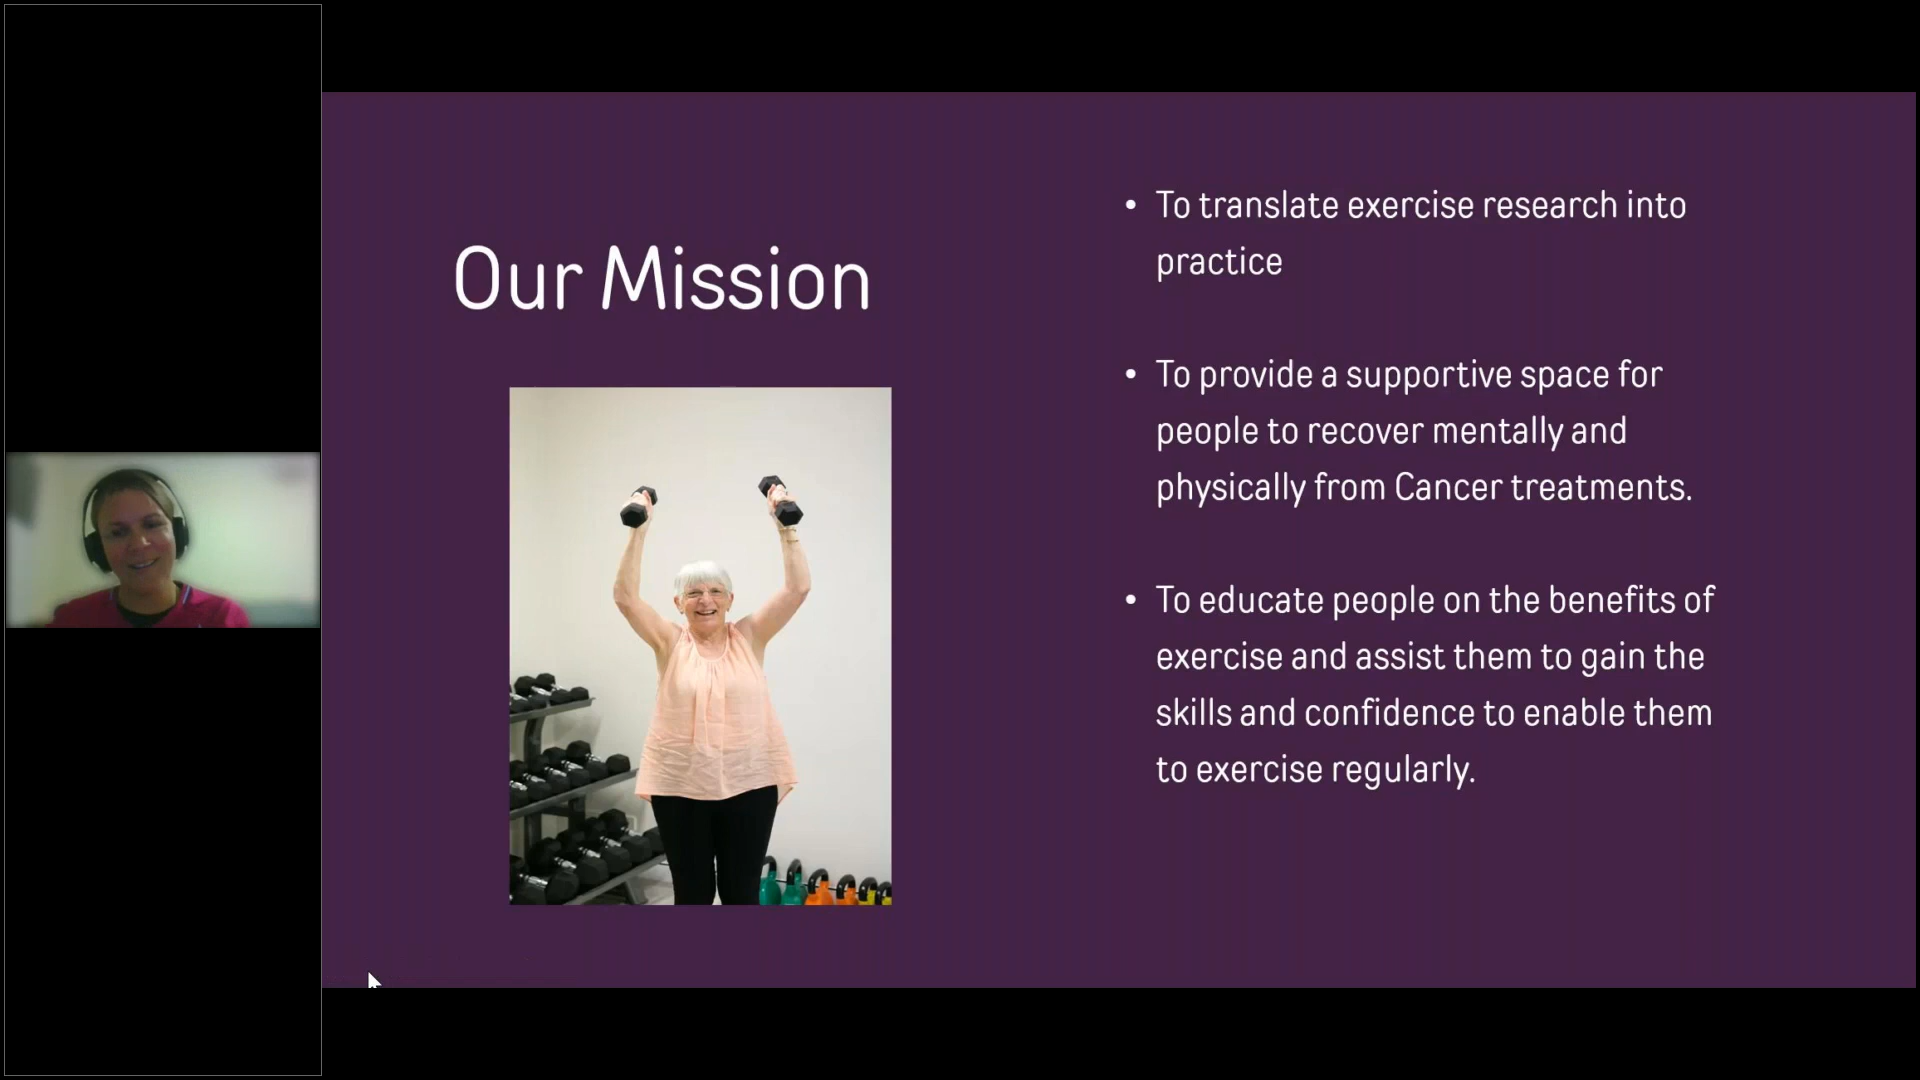 Our Mission
• To translate exercise research into
practice
• To provide a supportive space for
people to recover mentally and
physically from Cancer treatments.
• To educate people on the benefits of
exercise and assist them to gain the
skills and confidence to enable them
to exercise regularly.